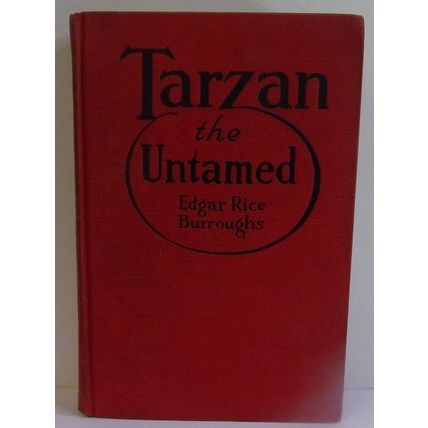 Tarzan
the
Untamed
Edgar Rice
Burroughs